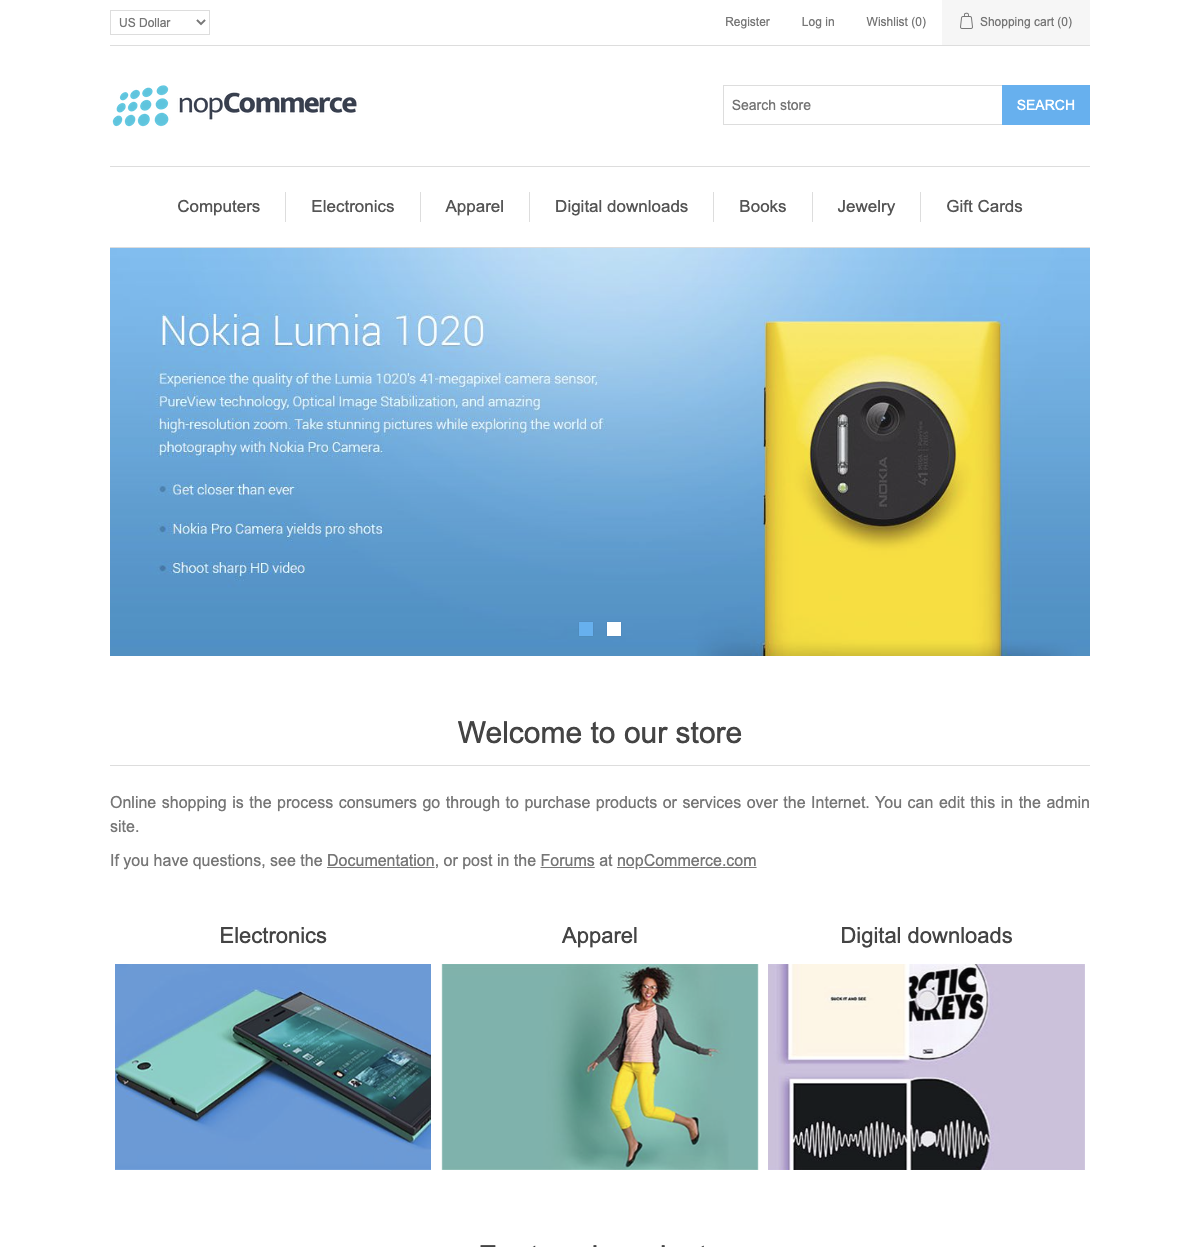 US Dollar
Register
Log in
Wishlist (0)
Shopping cart (0)
nopCommerce
Search store
SEARCH
Computers
Electronics
Apparel
Digital downloads
Books
Jewelry
Gift Cards
Nokia Lumia 1020
Experience the quality of the Lumia 1020's 41-megapixel camera sensor,
PureView technology, Optical Image Stabilization, and amazing
high-resolution zoom. Take stunning pictures while exploring the world of
photography with Nokia Pro Camera.
Get closer than ever
Nokia Pro Camera yields pro shots
Shoot sharp HD video
NOKIA
41
Welcome to our store
Online shopping is the process consumers go through to purchase products or services over the Internet. You can edit this in the admin
site.
If you have questions, see the Documentation, or post in the Forums at nopCommerce.com
Electronics
Apparel
Digital downloads
SUCK IT AND SEE